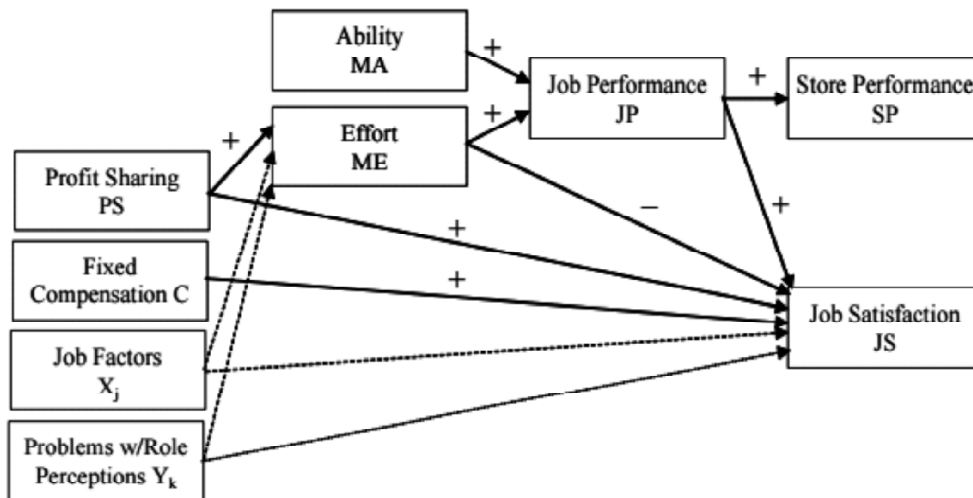 Ability
MA
+
Job Performance
JP
+
Store Performance
SP
+
Effort
ME
+
Profit Sharing
PS
–
+
+
Fixed
Compensation C
+
Job Satisfaction
JS
Job Factors
Xj
Problems w/Role
Perceptions Yk